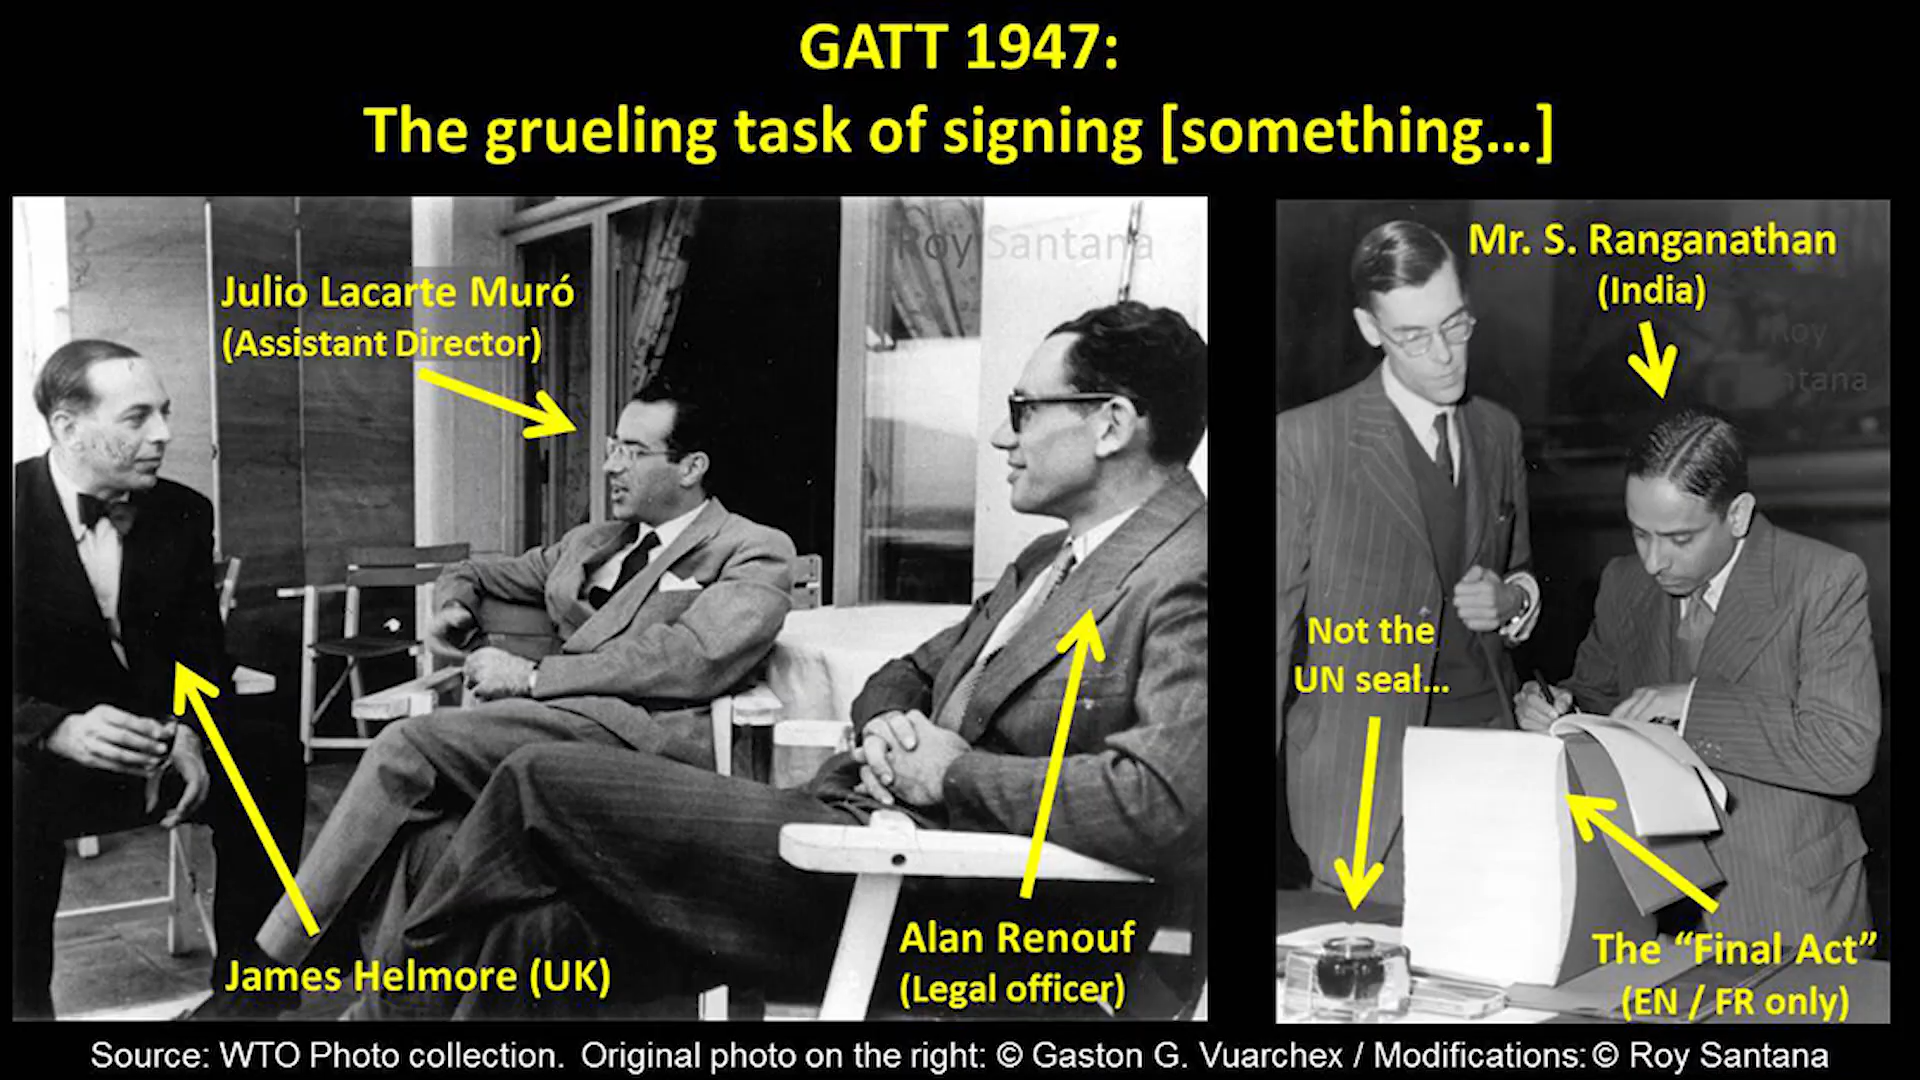 GATT 1947:
The grueling task of signing [something...]
Roy Santana
Julio Lacarte Muró
(Assistant Director)
James Helmore (UK)
Alan Renouf
(Legal officer)
Mr. S. Ranganathan
(India)
Roy
Santana
Not the
UN seal...
The “Final Act”
(EN / FR only)
Source: WTO Photo collection. Original photo on the right: © Gaston G. Vuarchex / Modifications: © Roy Santana